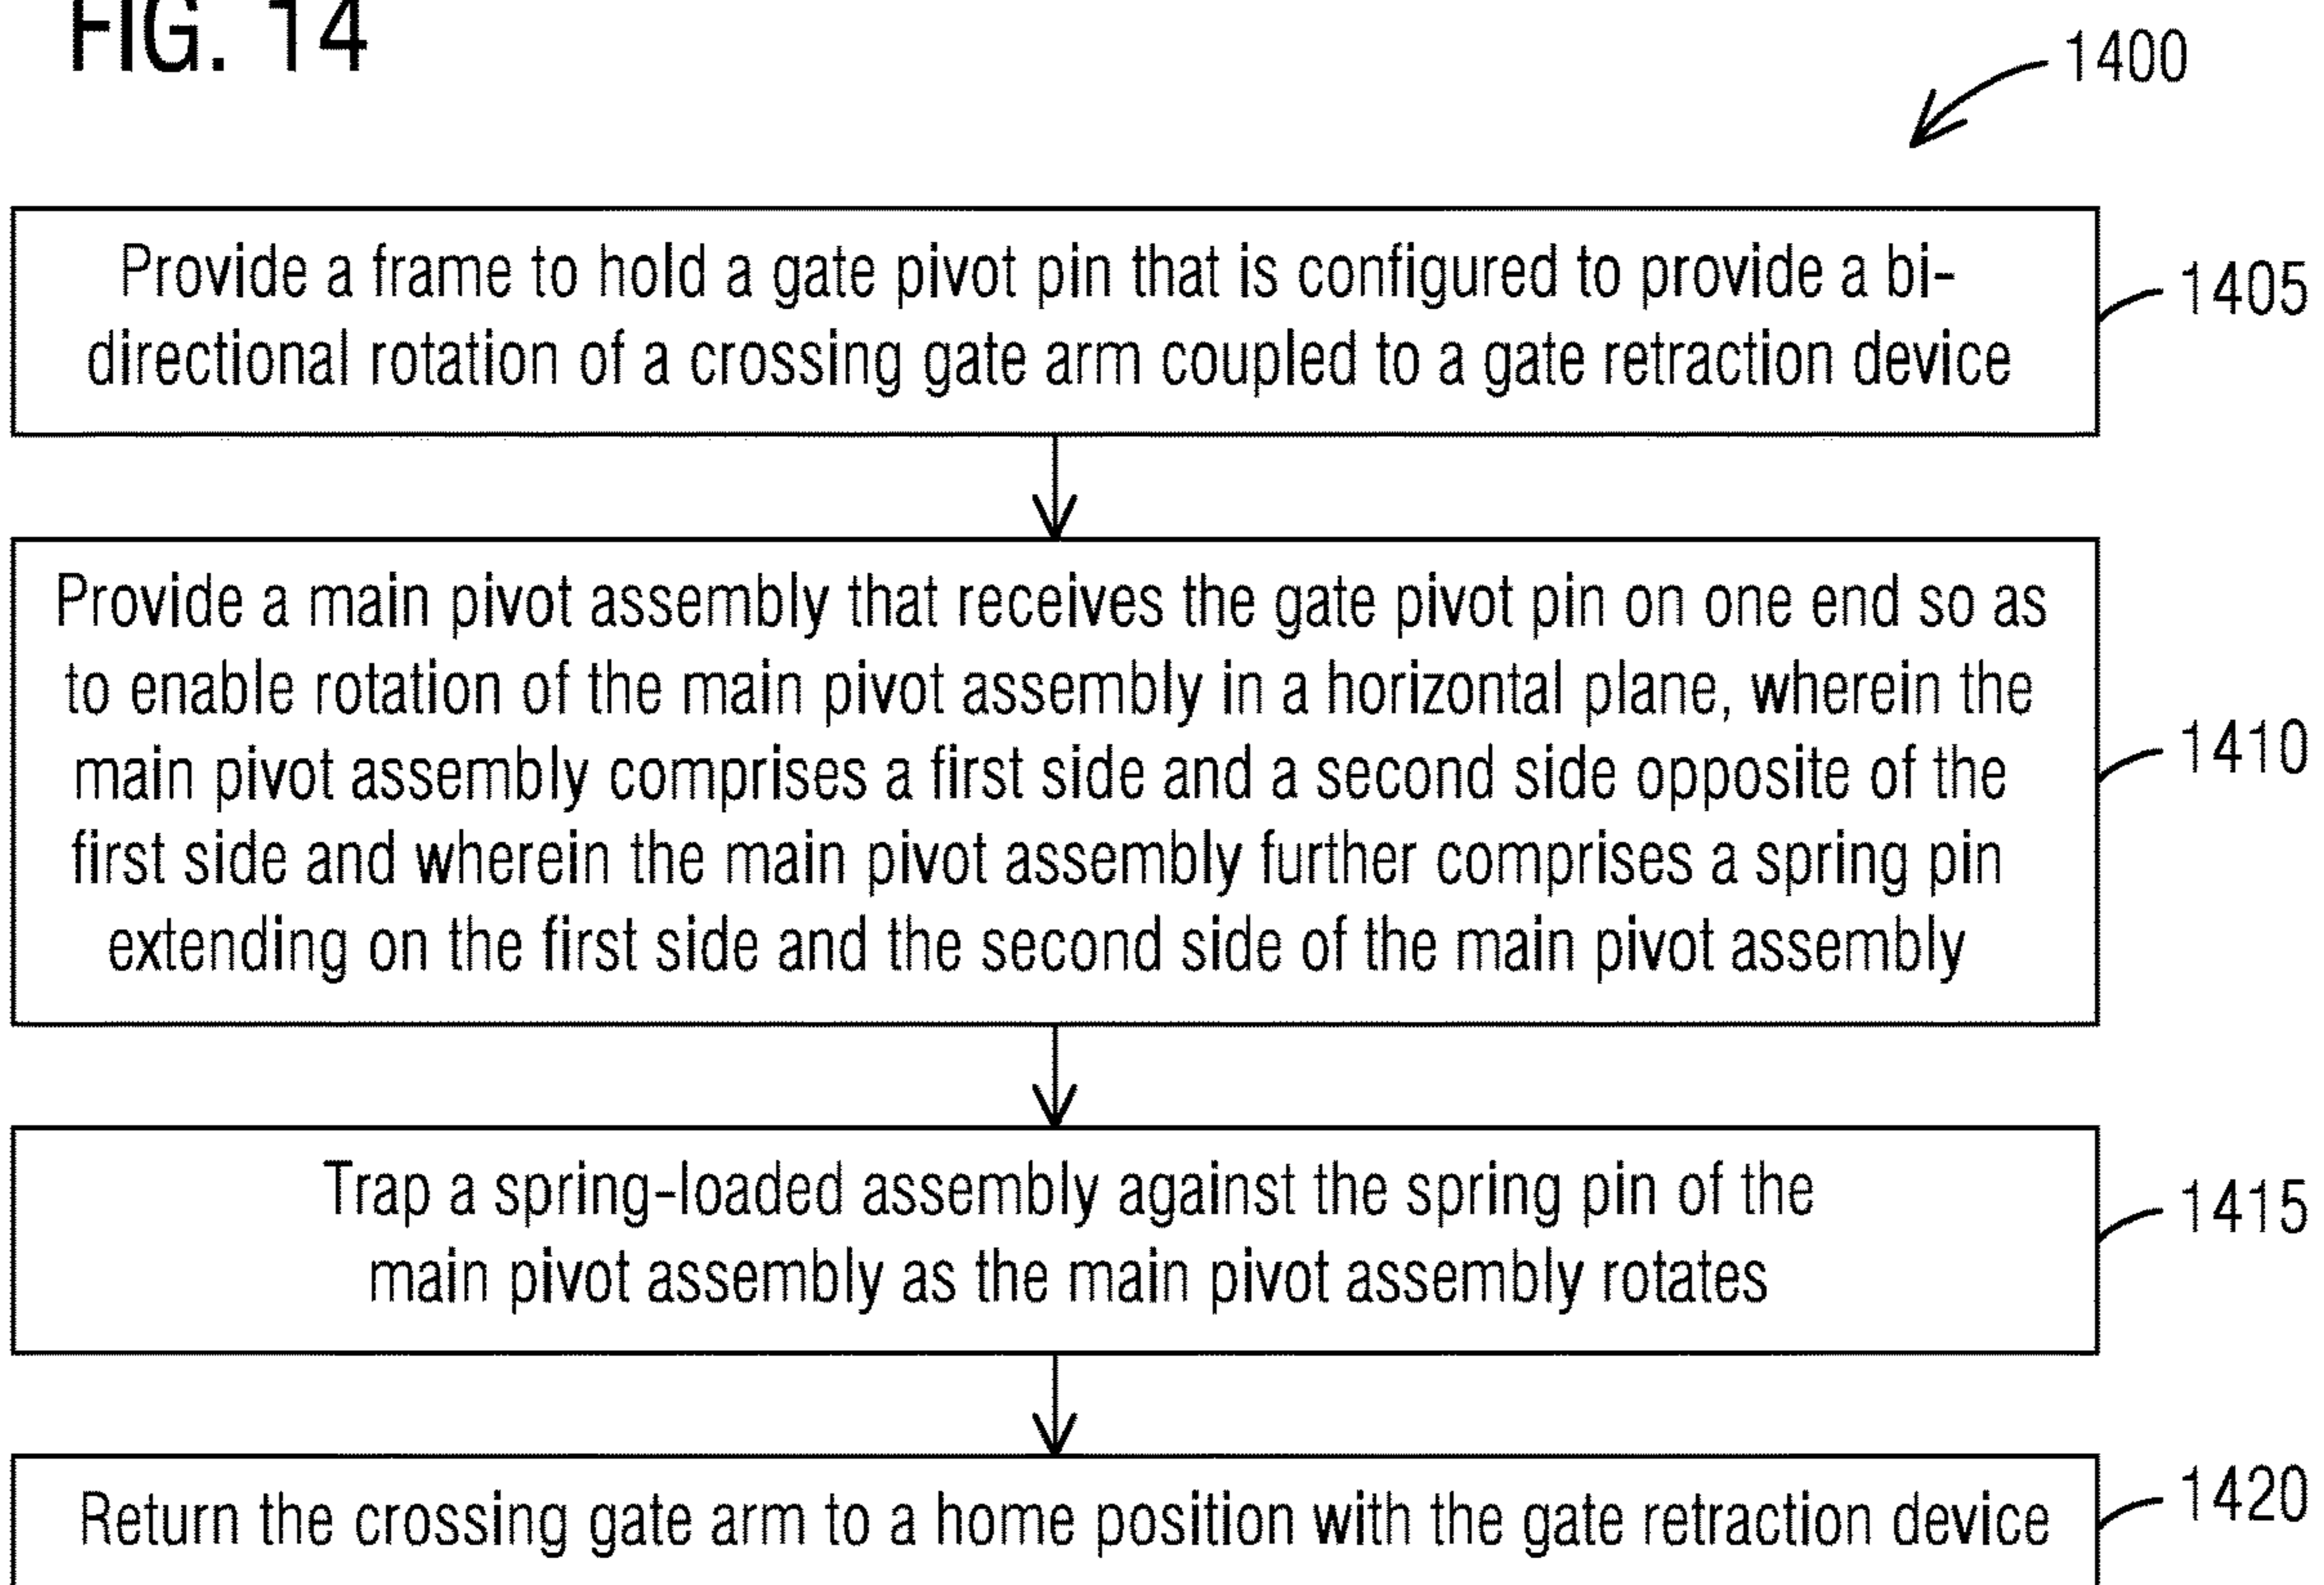 FIG. 14
1400
Provide a frame to hold a gate pivot pin that is configured to provide a bi-
directional rotation of a crossing gate arm coupled to a gate retraction device
1405
Provide a main pivot assembly that receives the gate pivot pin on one end so as
to enable rotation of the main pivot assembly in a horizontal plane, wherein the
main pivot assembly comprises a first side and a second side opposite of the
first side and wherein the main pivot assembly further comprises a spring pin
extending on the first side and the second side of the main pivot assembly
1410
Trap a spring-loaded assembly against the spring pin of the
main pivot assembly as the main pivot assembly rotates
1415
Return the crossing gate arm to a home position with the gate retraction device
1420